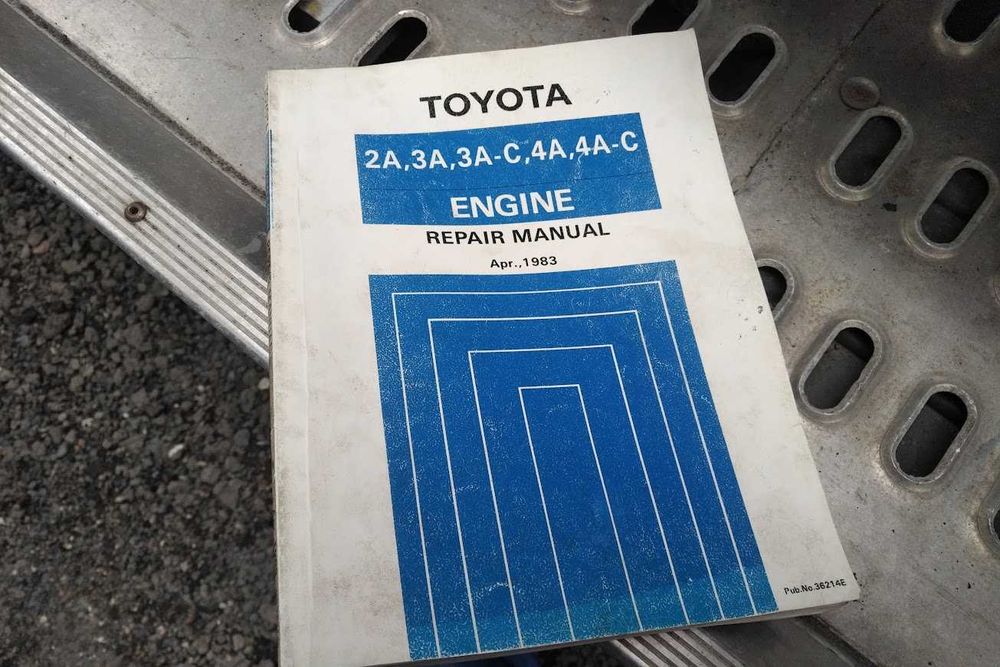 TOYOTA
2A,3A,3A-C,4A,4A-C
ENGINE
REPAIR MANUAL
Apr.,1983
Pub.No.36214E